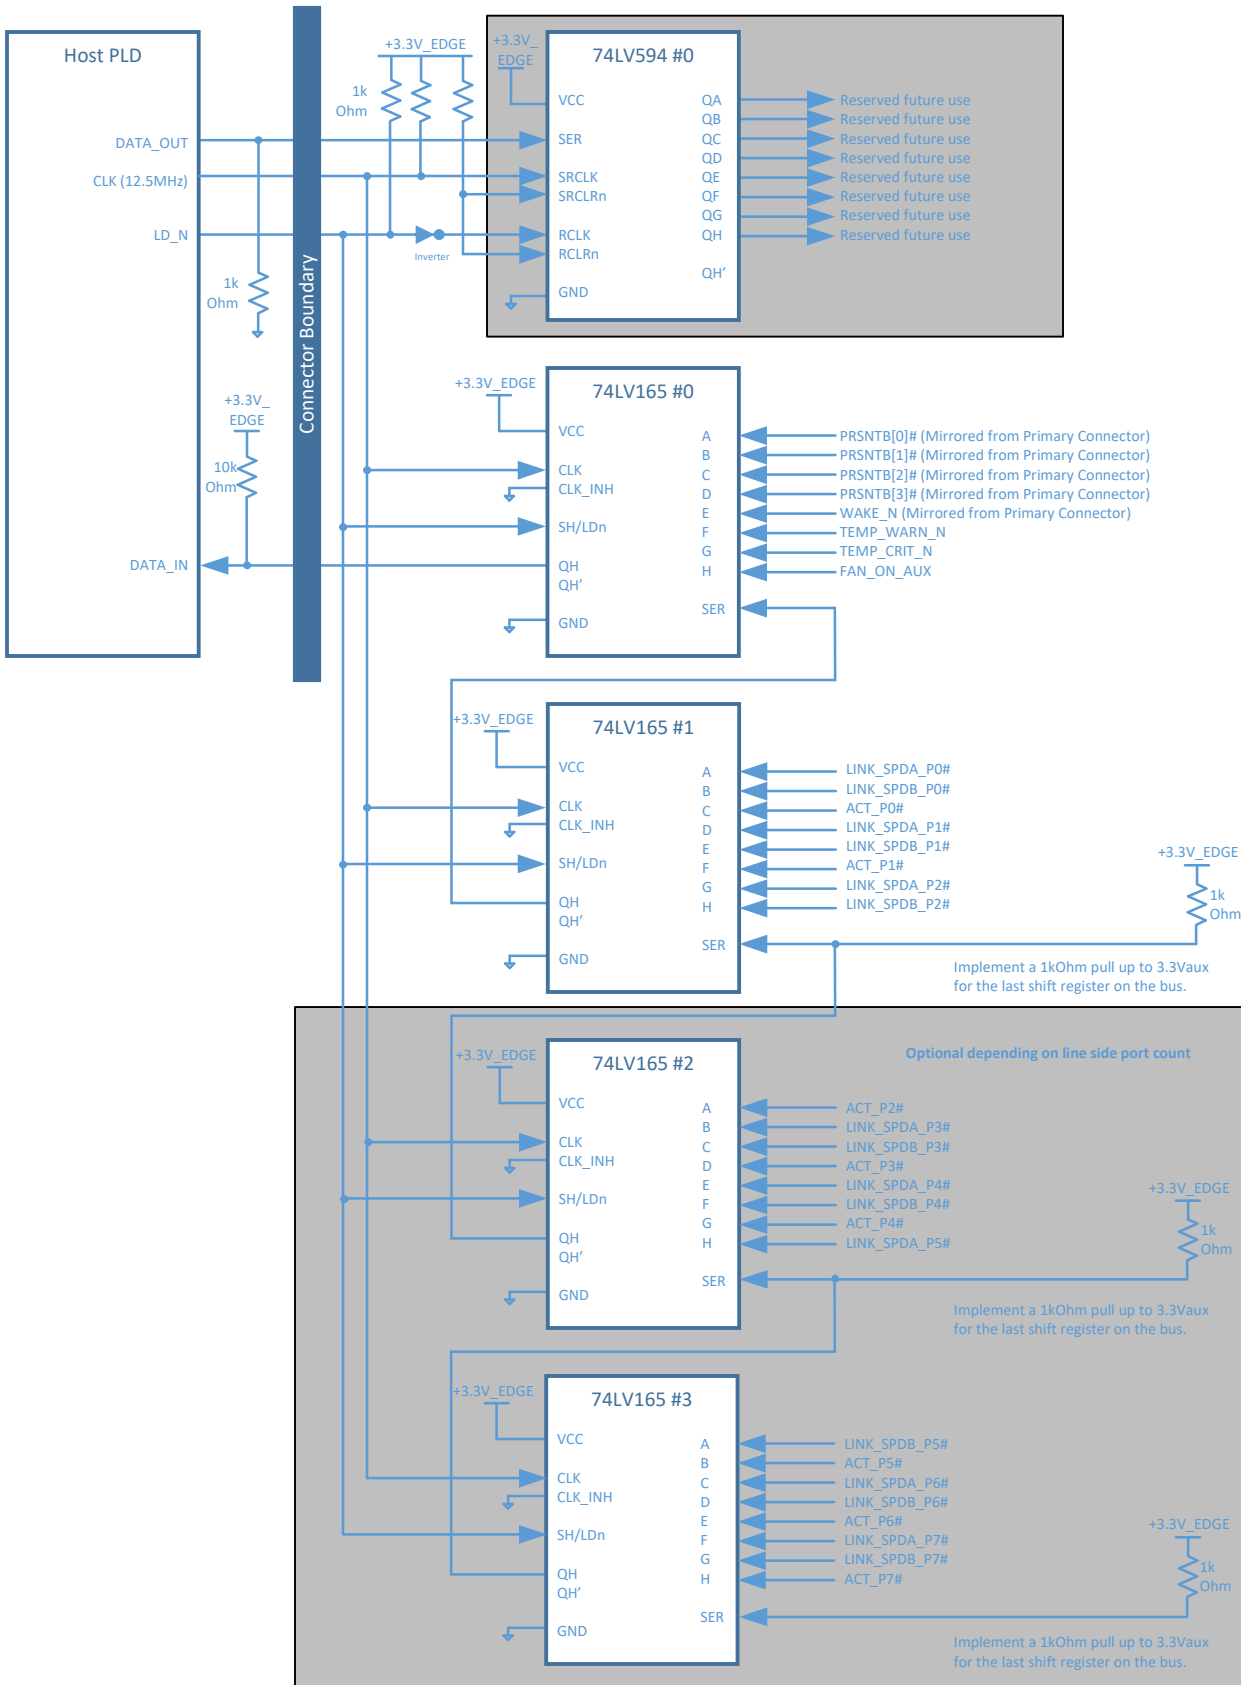 Host PLD
DATA_OUT
CLK (12.5MHz)
LD_N
1k
Ohm
+3.3V_
EDGE
10k
Ohm
DATA_IN
Connector Boundary
+3.3V_EDGE
1k
Ohm
Inverter
+3.3V_
EDGE
74LV594 #0
VCC
SER
SRCLK
SRCLRn
RCLK
RCLRn
GND
QA
QB
QC
QD
QE
QF
QG
QH
QH’
Reserved future use
Reserved future use
Reserved future use
Reserved future use
Reserved future use
Reserved future use
Reserved future use
Reserved future use
+3.3V_EDGE
74LV165 #0
VCC
CLK
CLK_INH
SH/LDn
QH
QH’
GND
A
B
C
D
E
F
G
H
SER
PRSNTB[0]# (Mirrored from Primary Connector)
PRSNTB[1]# (Mirrored from Primary Connector)
PRSNTB[2]# (Mirrored from Primary Connector)
PRSNTB[3]# (Mirrored from Primary Connector)
WAKE_N (Mirrored from Primary Connector)
TEMP_WARN_N
TEMP_CRIT_N
FAN_ON_AUX
+3.3V_EDGE
74LV165 #1
VCC
CLK
CLK_INH
SH/LDn
QH
QH’
GND
A
B
C
D
E
F
G
H
SER
LINK_SPDA_P0#
LINK_SPDB_P0#
ACT_P0#
LINK_SPDA_P1#
LINK_SPDB_P1#
ACT_P1#
LINK_SPDA_P2#
LINK_SPDB_P2#
+3.3V_EDGE
1k
Ohm
Implement a 1kOhm pull up to 3.3Vaux
for the last shift register on the bus.
Optional depending on line side port count
+3.3V_EDGE
74LV165 #2
VCC
CLK
CLK_INH
SH/LDn
QH
QH’
GND
A
B
C
D
E
F
G
H
SER
ACT_P2#
LINK_SPDA_P3#
LINK_SPDB_P3#
ACT_P3#
LINK_SPDA_P4#
LINK_SPDB_P4#
ACT_P4#
LINK_SPDA_P5#
+3.3V_EDGE
1k
Ohm
Implement a 1kOhm pull up to 3.3Vaux
for the last shift register on the bus.
+3.3V_EDGE
74LV165 #3
VCC
CLK
CLK_INH
SH/LDn
QH
QH’
GND
A
B
C
D
E
F
G
H
SER
LINK_SPDB_P5#
ACT_P5#
LINK_SPDA_P6#
LINK_SPDB_P6#
ACT_P6#
LINK_SPDA_P7#
LINK_SPDB_P7#
ACT_P7#
+3.3V_EDGE
1k
Ohm
Implement a 1kOhm pull up to 3.3Vaux
for the last shift register on the bus.